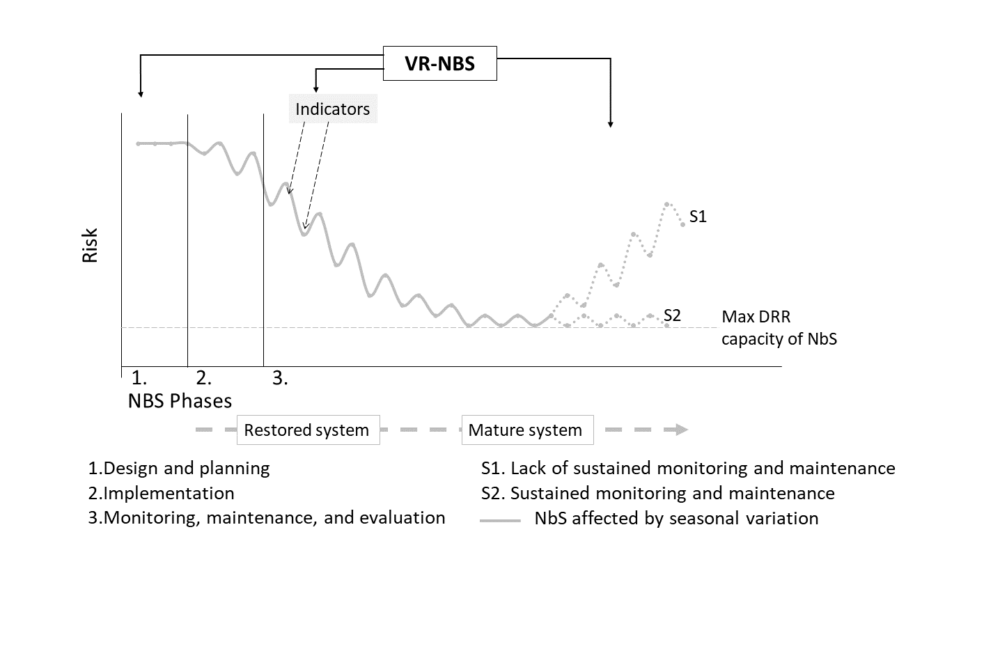 VR-NBS
Indicators
Risk
S1
S2
Max DRR
capacity of NbS
1.
2.
3.
NBS Phases
Restored system
Mature system
1.Design and planning
2.Implementation
3.Monitoring, maintenance, and evaluation
S1. Lack of sustained monitoring and maintenance
S2. Sustained monitoring and maintenance
NbS affected by seasonal variation